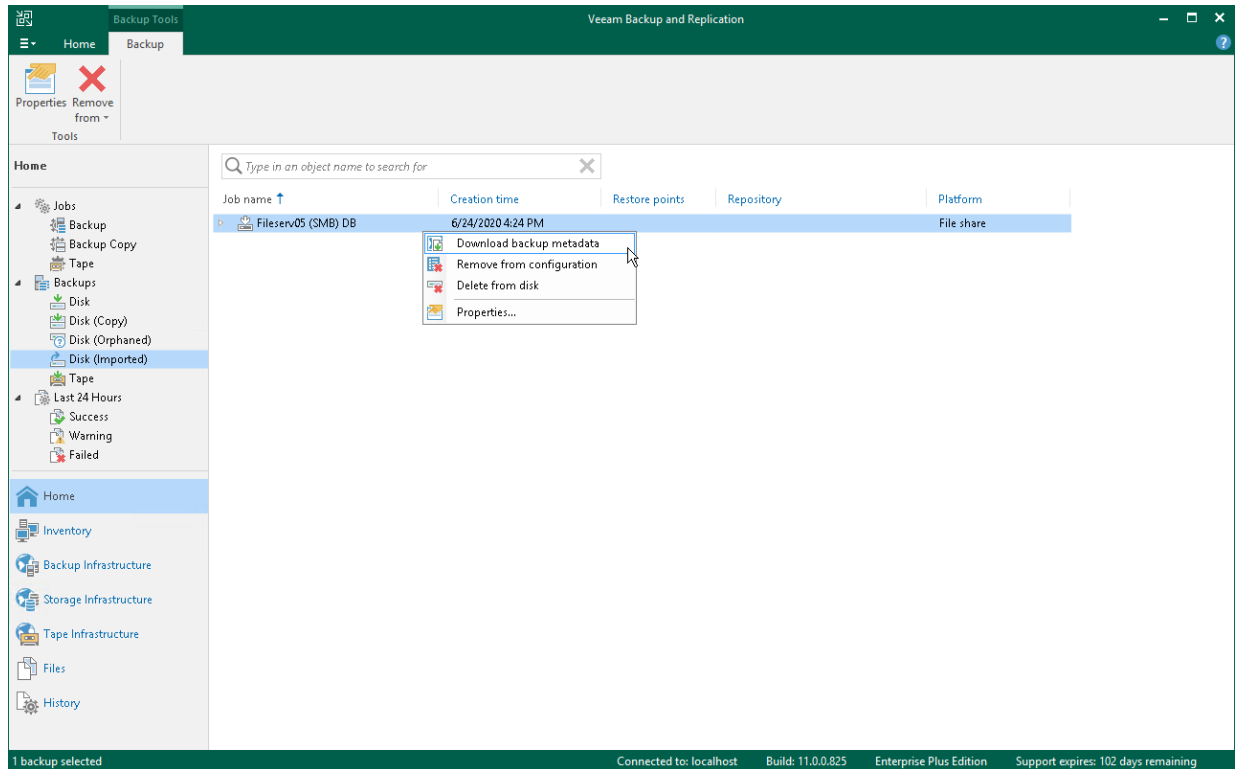 Backup Tools
Veeam Backup and Replication
Home
Backup
?
Properties
Remove from
Tools
Home
Type in an object name to search for
Jobs
Backup
Backup Copy
Tape
Backups
Disk
Disk (Copy)
Disk (Orphaned)
Disk (Imported)
Tape
Last 24 Hours
Success
Warning
Failed
Job name Creation time Restore points Repository Platform
Fileserv05 (SMB) DB 6/24/2020 4:24 PM File share
Download backup metadata
Remove from configuration
Delete from disk
Properties...
Home
Inventory
Backup Infrastructure
Storage Infrastructure
Tape Infrastructure
Files
History
1 backup selected
Connected to: localhost Build: 11.0.0.825 Enterprise Plus Edition Support expires: 102 days remaining